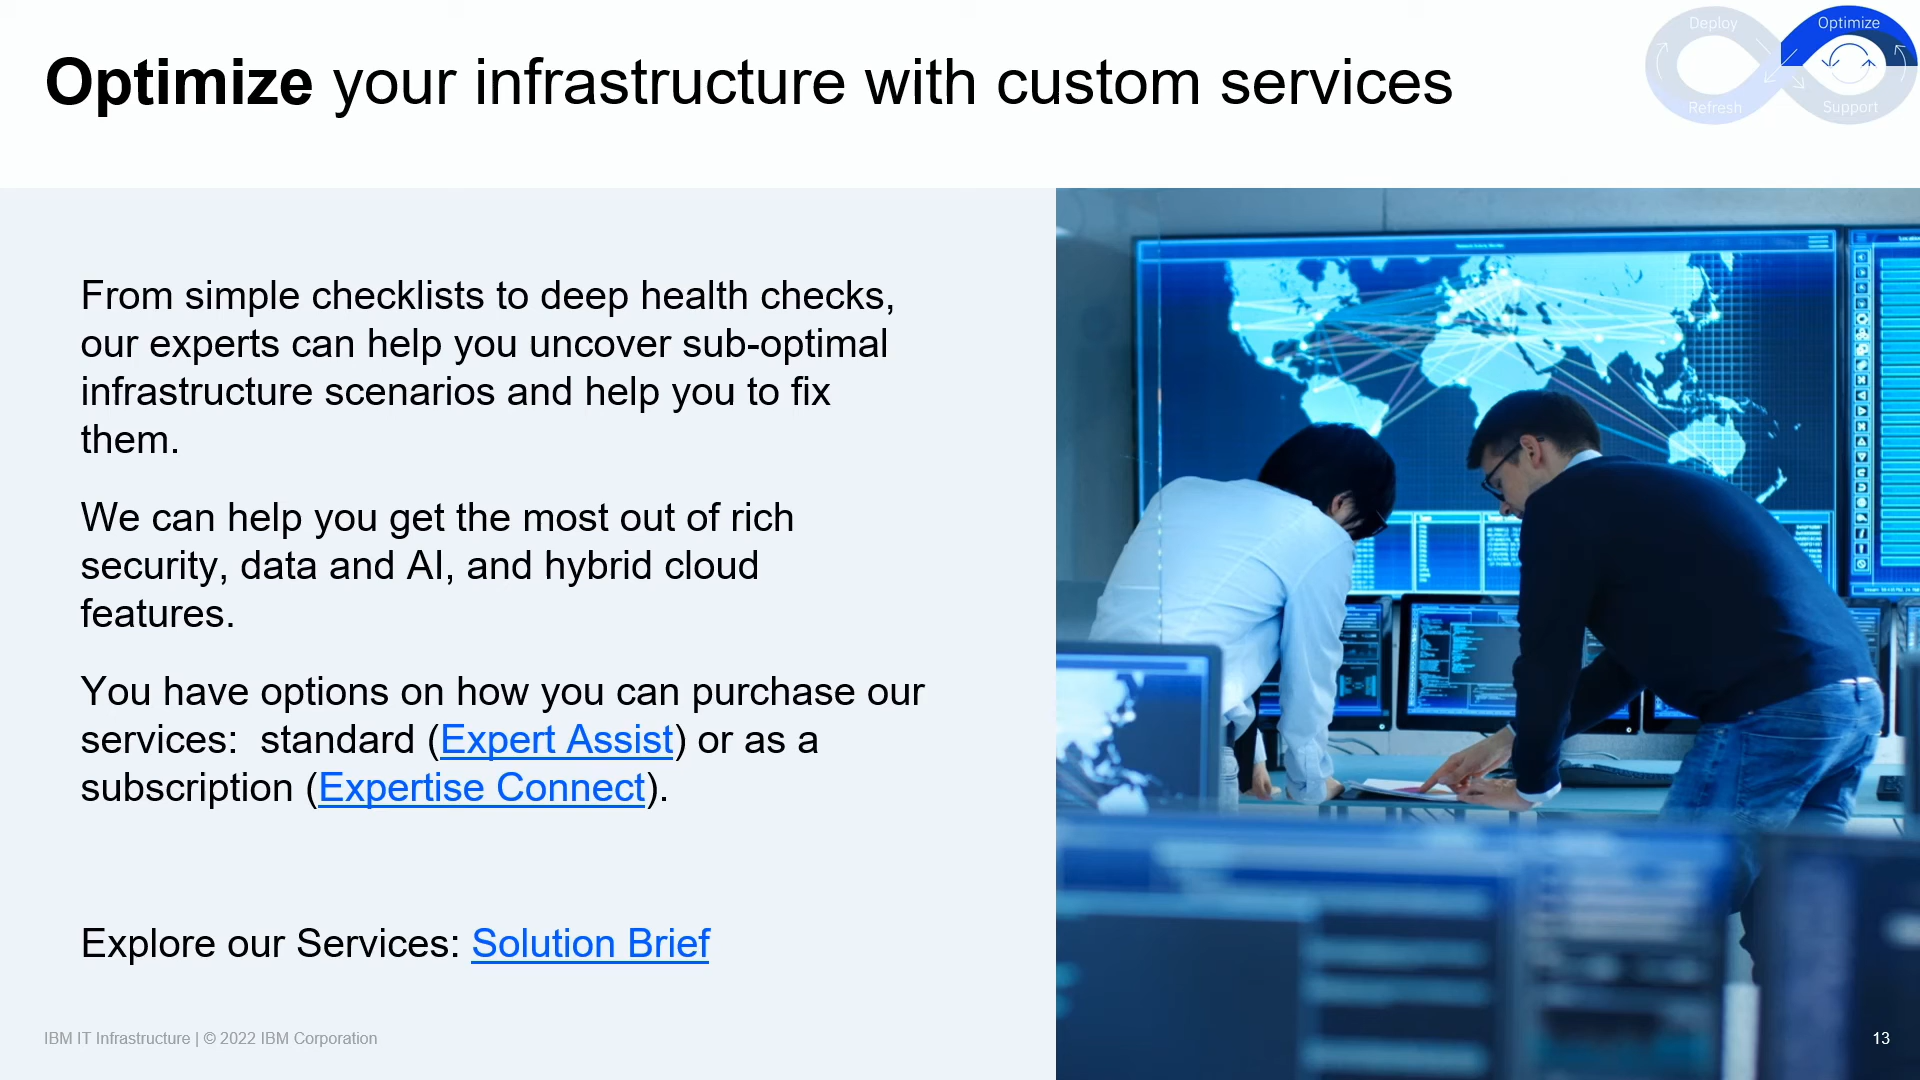 Optimize your infrastructure with custom services
Deploy
Optimize
Refresh
Support
From simple checklists to deep health checks,
our experts can help you uncover sub-optimal
infrastructure scenarios and help you to fix
them.
We can help you get the most out of rich
security, data and AI, and hybrid cloud
features.
You have options on how you can purchase our
services:  standard (Expert Assist) or as a
subscription (Expertise Connect).
Explore our Services: Solution Brief
IBM IT Infrastructure | © 2022 IBM Corporation
13